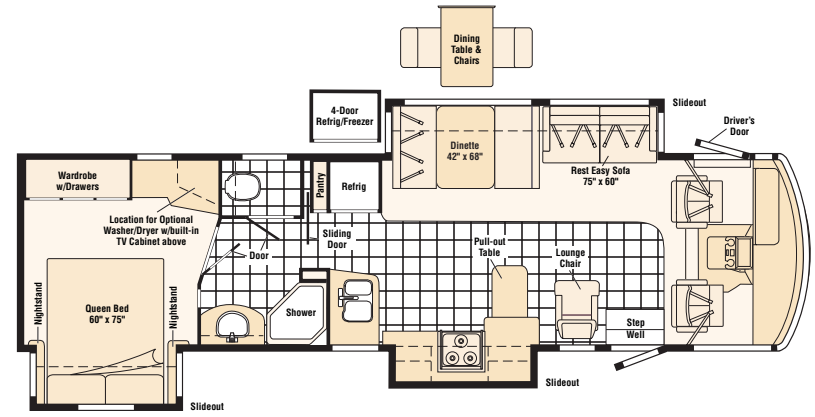 Dining
Table &
Chairs
4-Door
Refrig/Freezer
Slideout
Driver's
Door
Dinette
42" x 68"
Rest Easy Sofa
75" x 60"
Wardrobe
w/Drawers
Pantry
Refrig
Location for Optional
Washer/Dryer w/built-in
TV Cabinet above
Door
Sliding
Door
Pull-out
Table
Lounge
Chair
Nightstand
Queen Bed
60" x 75"
Nightstand
Shower
Step
Well
Slideout
Slideout